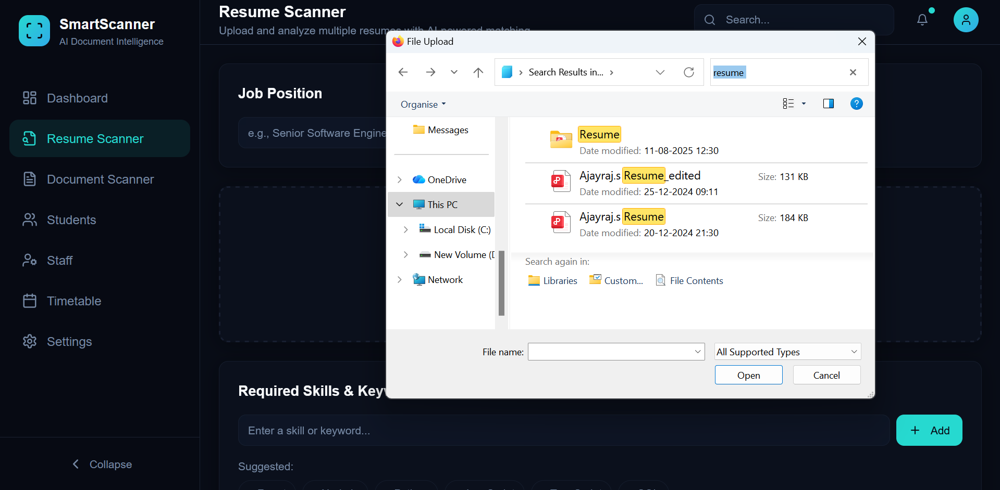 SmartScanner
AI Document Intelligence
Dashboard
Resume Scanner
Document Scanner
Students
Staff
Timetable
Settings
Collapse
Resume Scanner
Upload and analyze multiple resumes with AI-powered matching
Search...
Job Position
e.g., Senior Software Engine
Required Skills & Key
Enter a skill or keyword...
Add
Suggested:
File Upload
Search Results in...
resume
Organise
Messages
OneDrive
This PC
Local Disk (C:)
New Volume (D
Network
Resume
Date modified: 11-08-2025 12:30
Ajayraj.s Resume_edited
Size: 131 KB
Date modified: 25-12-2024 09:11
Ajayraj.s Resume
Size: 184 KB
Date modified: 20-12-2024 21:30
Search again in:
Libraries
Custom...
File Contents
File name:
All Supported Types
Open
Cancel